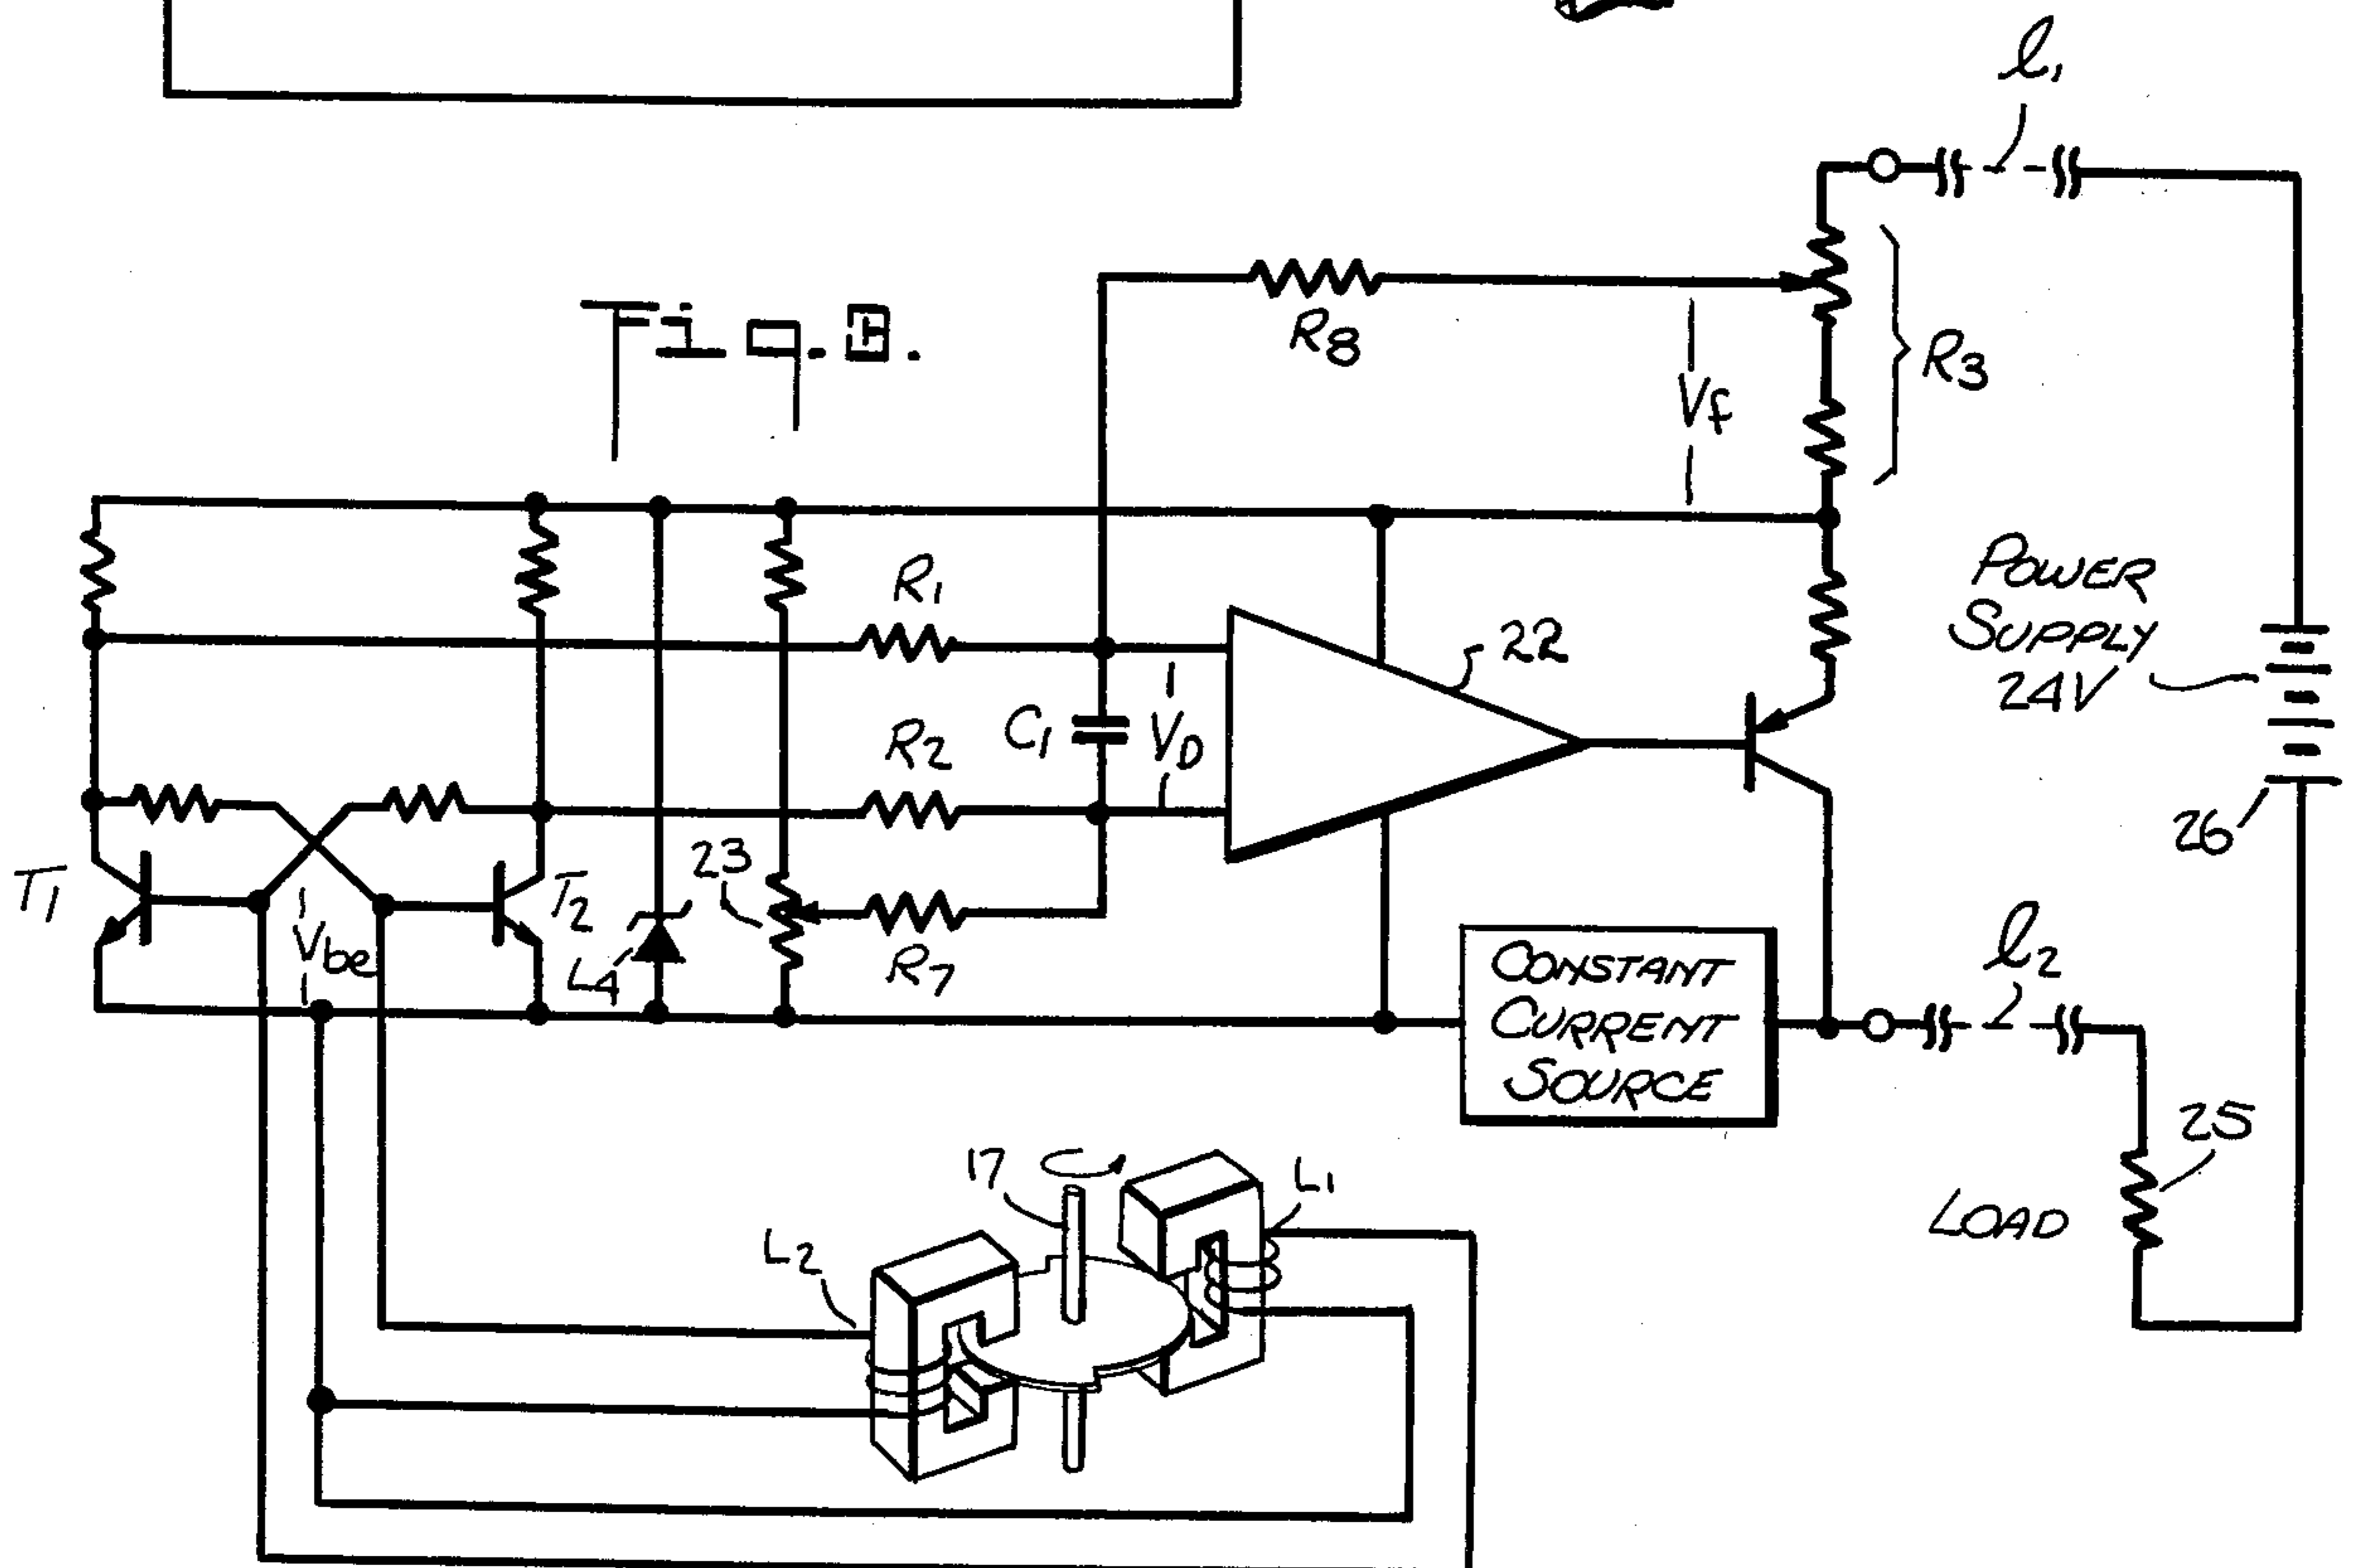 l1
R8
Fig. 3.
Vf
R3
R1
POWER
SUPPLY
24V
22
R2
C1
VD
26
T1
23
T2
Vbe
L4
R7
CONSTANT
CURRENT
SOURCE
l2
25
17
L1
L2
LOAD